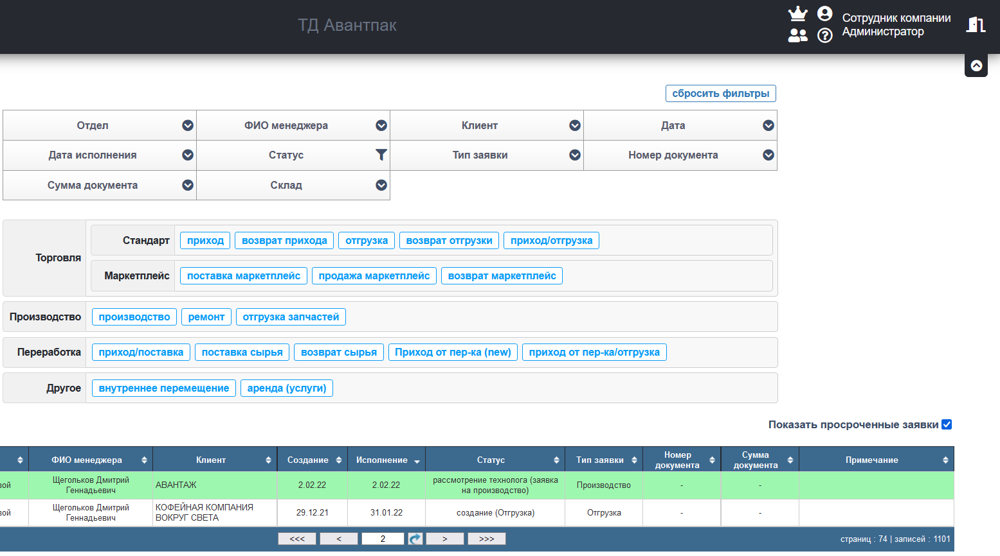 ТД Авантпак
Сотрудник компании
Администратор
сбросить фильтры
Отдел
ФИО менеджера
Клиент
Дата
Дата исполнения
Статус
Тип заявки
Номер документа
Сумма документа
Склад
Торговля
Стандарт
приход
возврат прихода
отгрузка
возврат отгрузки
приход/отгрузка
Маркетплейс
поставка маркетплейс
продажа маркетплейс
возврат маркетплейс
Производство
производство
ремонт
отгрузка запчастей
Переработка
приход/поставка
поставка сырья
возврат сырья
Приход от пер-ка (new)
приход от пер-ка/отгрузка
Другое
внутреннее перемещение
аренда (услуги)
Показать просроченные заявки
ФИО менеджера
Клиент
Создание
Исполнение
Статус
Тип заявки
Номер
документа
Сумма
документа
Примечание
вой
Щегольков Дмитрий
Геннадьевич
АВАНТАЖ
2.02.22
2.02.22
рассмотрение технолога (заявка
на производство)
Производство
-
-
вой
Щегольков Дмитрий
Геннадьевич
КОФЕЙНАЯ КОМПАНИЯ
ВОКРУГ СВЕТА
29.12.21
31.01.22
создание (Отгрузка)
Отгрузка
-
-
<<<
<
2
>
>>>
страниц : 74 | записей : 1101